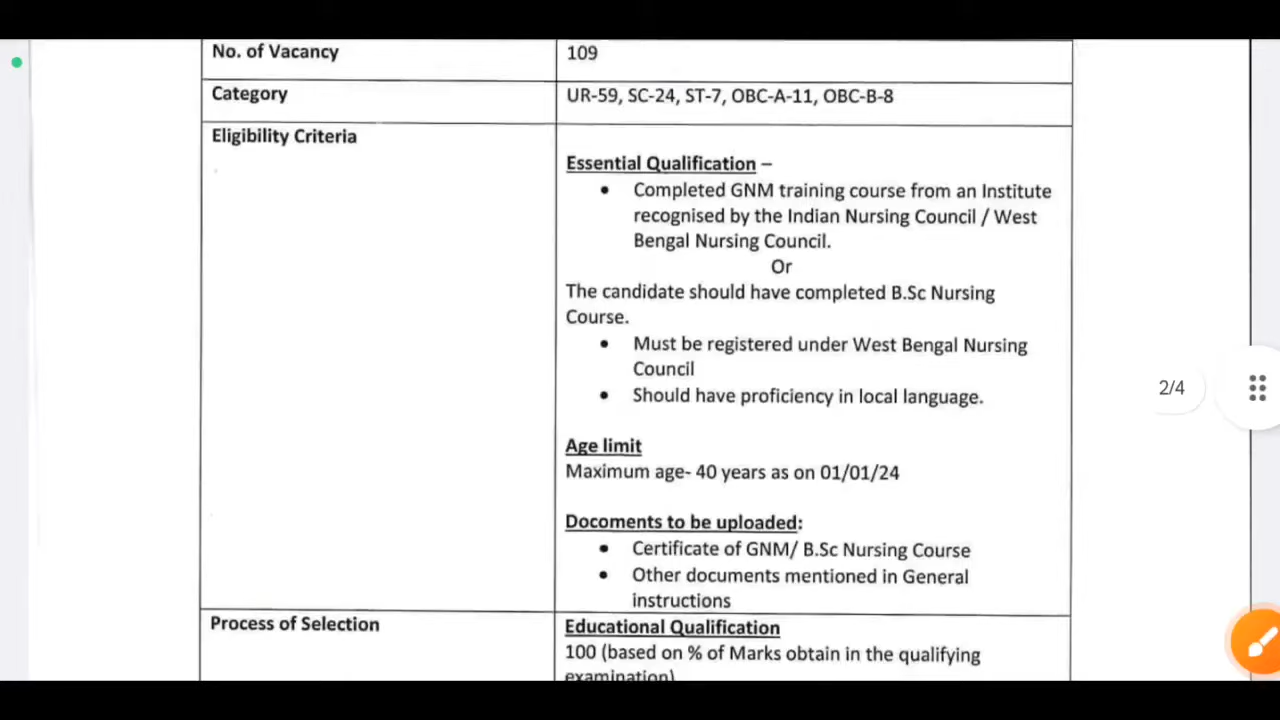 No. of Vacancy
109
Category
UR-59, SC-24, ST-7, OBC-A-11, OBC-B-8
Eligibility Criteria
Essential Qualification –
• Completed GNM training course from an Institute
recognised by the Indian Nursing Council / West
Bengal Nursing Council.
Or
The candidate should have completed B.Sc Nursing
Course.
• Must be registered under West Bengal Nursing
Council
• Should have proficiency in local language.
Age limit
Maximum age- 40 years as on 01/01/24
Docoments to be uploaded:
• Certificate of GNM/ B.Sc Nursing Course
• Other documents mentioned in General
instructions
Process of Selection
Educational Qualification
100 (based on % of Marks obtain in the qualifying
examination)
2/4